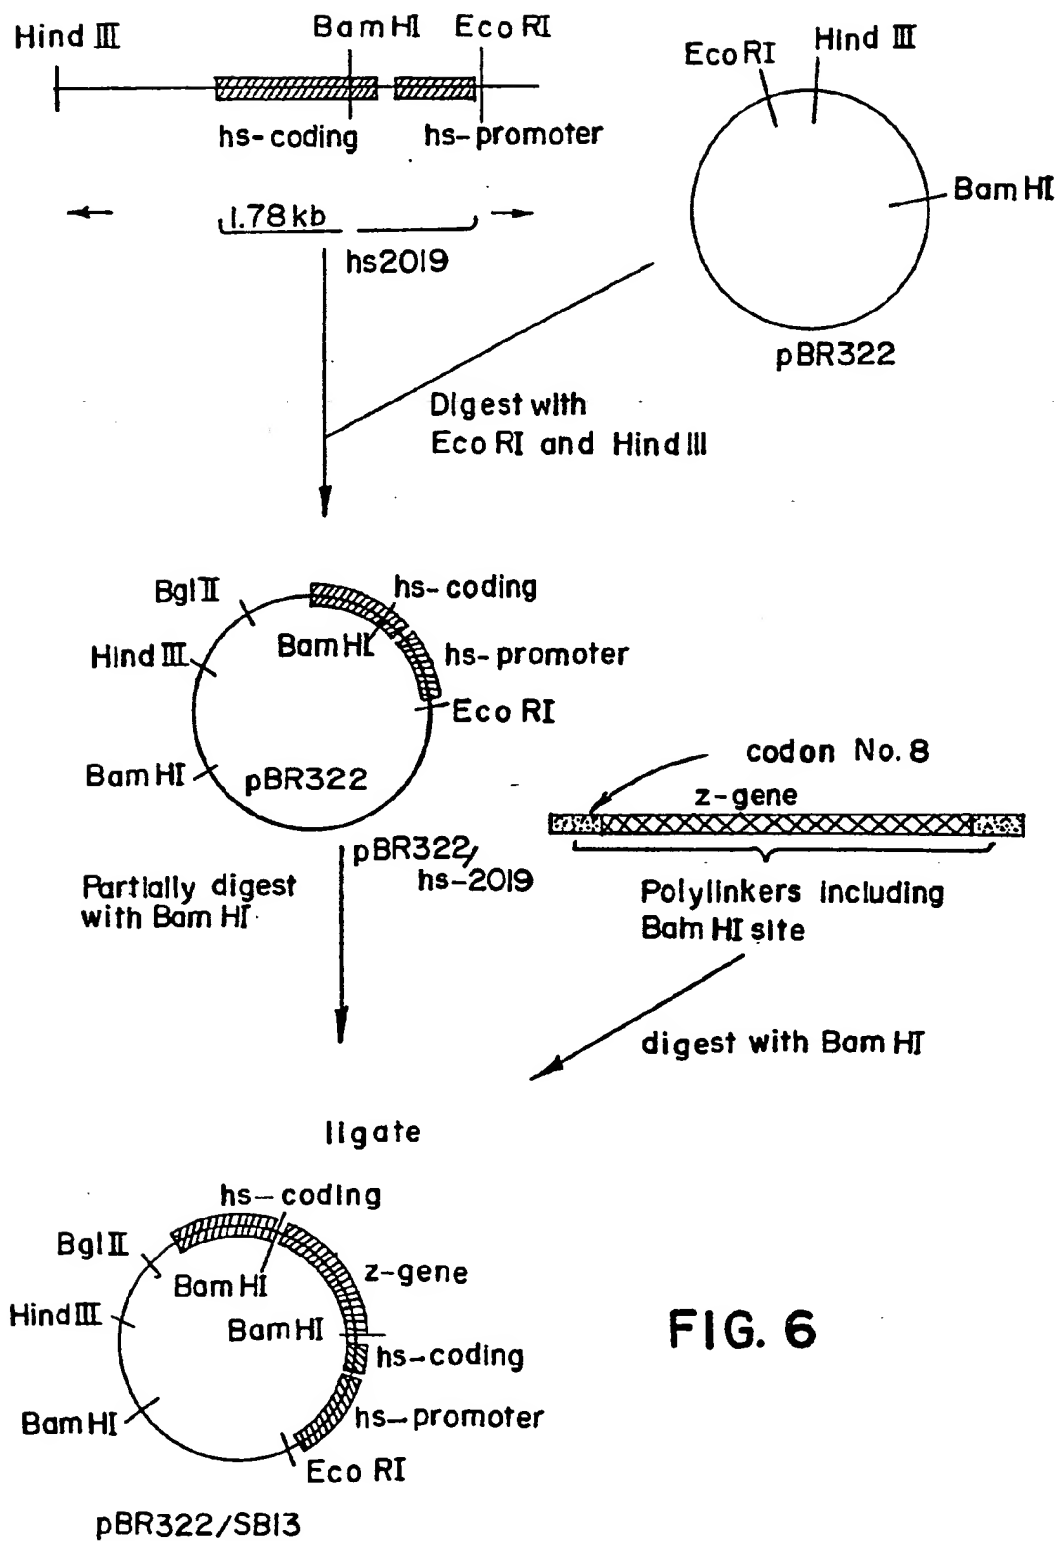 Hind III
Bam HI
Eco RI
hs-coding
hs-promoter
1.78 kb
hs2019
Eco RI
Hind III
Bam HI
pBR322
Digest with
Eco RI and Hind III
Bgl II
hs-coding
Bam HI
Hind III
hs-promoter
Eco RI
Bam HI
pBR322
pBR322/
hs-2019
codon No. 8
z-gene
Partially digest
with Bam HI
Polylinkers including
Bam HI site
digest with Bam HI
ligate
hs-coding
Bgl II
Bam HI
z-gene
Hind III
Bam HI
hs-coding
Bam HI
hs-promoter
Eco RI
pBR322/SB13
FIG. 6